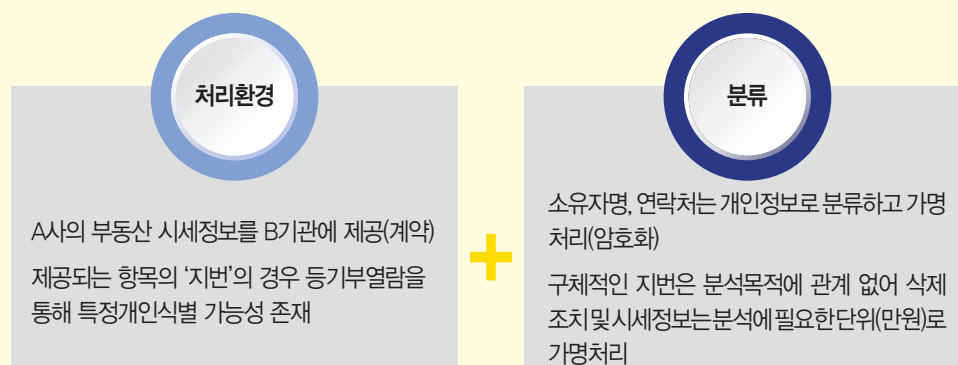 처리환경
A사의 부동산 시세정보를 B기관에 제공(계약)
제공되는 항목의 ‘지번’의 경우 등기부열람을
통해 특정개인식별 가능성 존재
분류
소유자명, 연락처는 개인정보로 분류하고 가명
처리(암호화)
구체적인 지번은 분석목적에 관계 없어 삭제
조치 및 시세정보는 분석에 필요한 단위(만원)로
가명처리